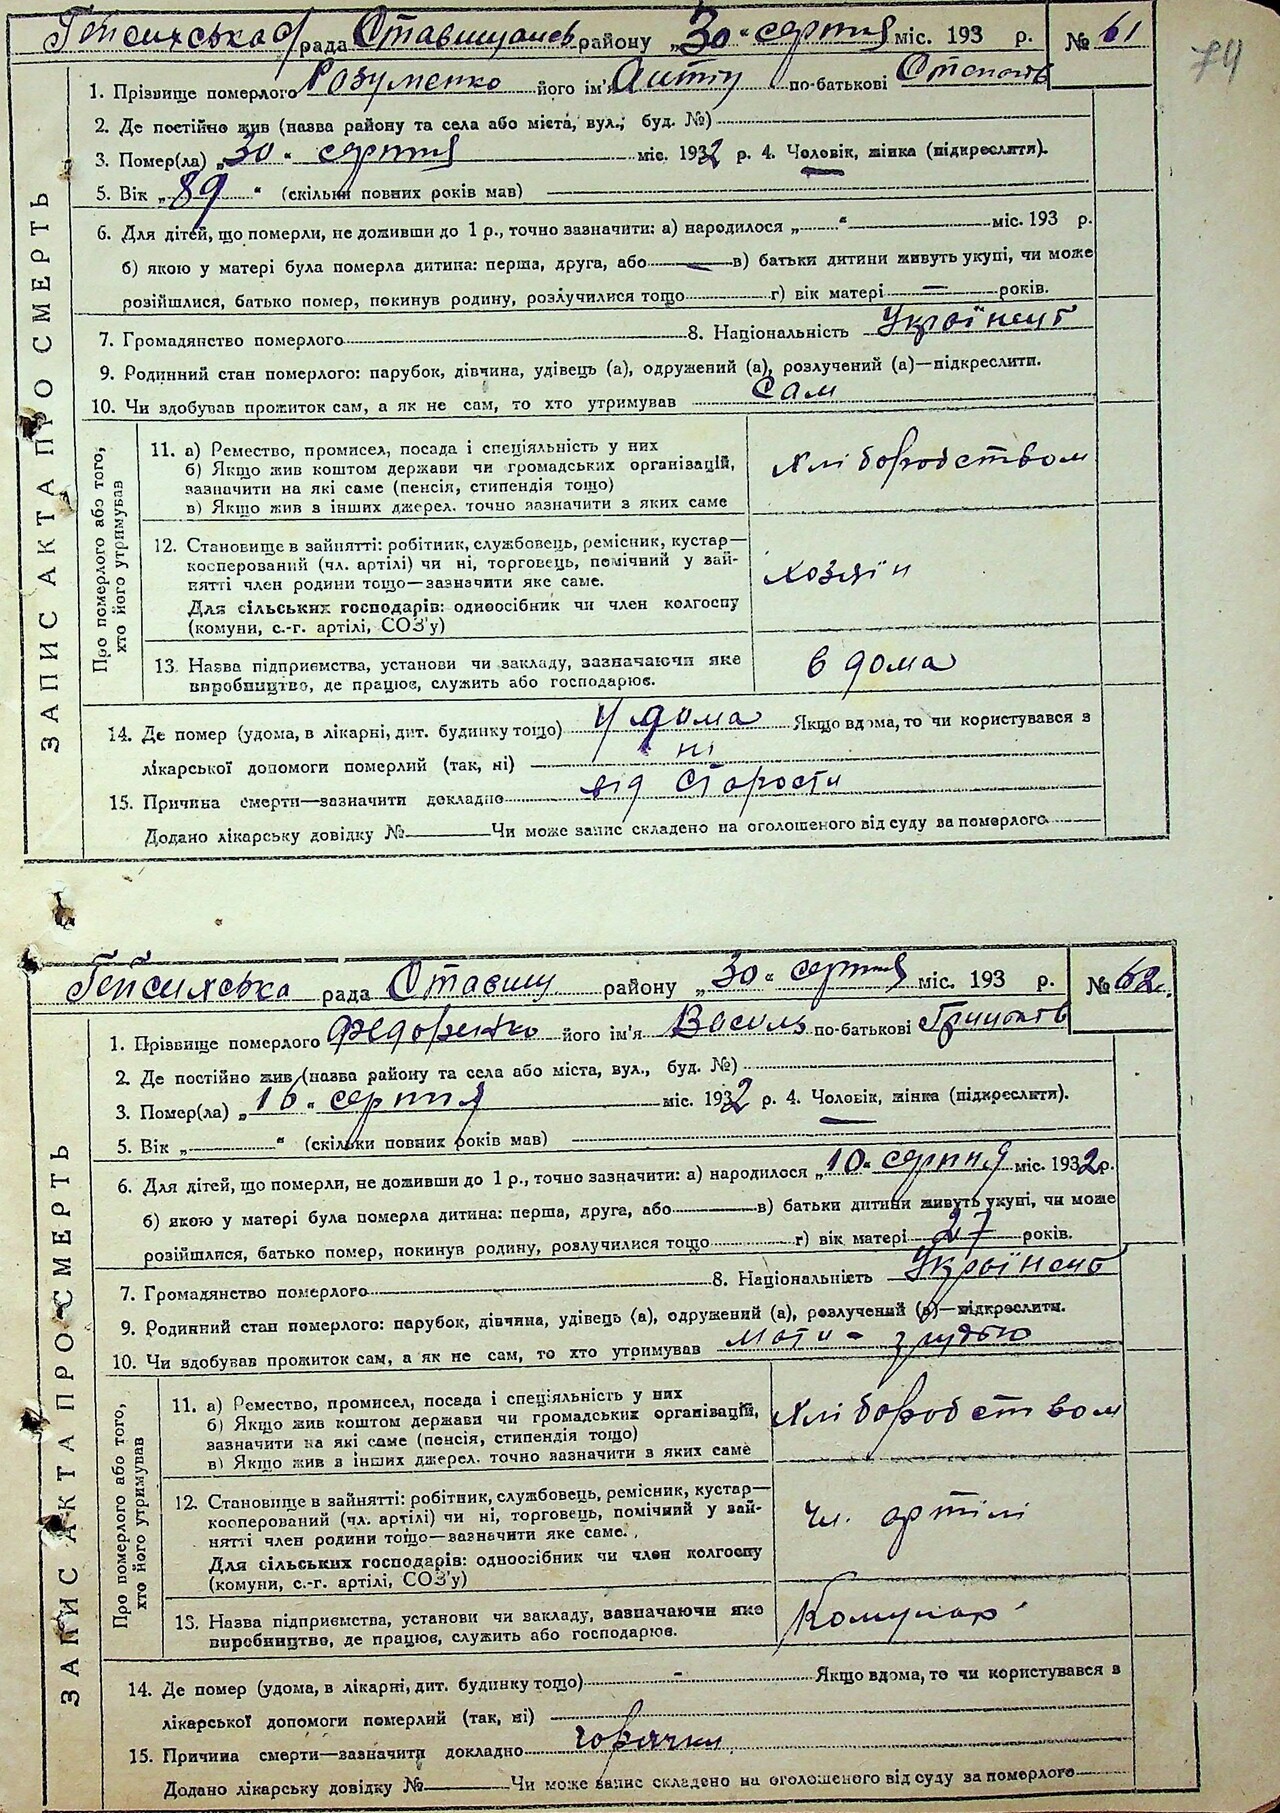 74
ЗАПИС АКТА ПРО СМЕРТЬ
Гейсихська с/рада Ставищанськ району „30“ серпня міс. 193 р. № 61
1. Прізвище померлого Розуменко його ім'я Антін по-батькові Степанов
2. Де постійно жив (назва району та села або міста, вул., буд. №)
3. Помер(ла) „30“ серпня міс. 1932 р. 4. Чоловік, жінка (підкреслити).
5. Вік „89“ (скільки повних років мав)
6. Для дітей, що померли, не доживши до 1 р., точно зазначити: а) народилося „ “ міс. 193 р.
б) якою у матері була померла дитина: перша, друга, або — в) батьки дитини живуть укупі, чи може
розійшлися, батько помер, покинув родину, розлучилися тощо г) вік матері — років.
7. Громадянство померлого 8. Національність Українець
9. Родинний стан померлого: парубок, дівчина, удівець (а), одружений (а), розлучений (а)—підкреслити.
10. Чи здобував прожиток сам, а як не сам, то хто утримував сам
Про померлого або того, хто його утримував
11. а) Ремество, промисел, посада і спеціяльність у них
б) Якщо жив коштом держави чи громадських організацій,
зазначити на які саме (пенсія, стипендія тощо)
в) Якщо жив з інших джерел. точно зазначити з яких саме
хліборобством
12. Становище в зайнятті: робітник, службовець, ремісник, кустар—
косперований (чл. артілі) чи ні, торговець, помічний у зай-
нятті член родини тощо—зазначити яке саме.
Для сільських господарів: одноосібник чи член колгоспу
(комуни, с.-г. артілі, СОЗ'у)
хозяїн
13. Назва підприємства, установи чи закладу, зазначаючи яке
виробництво, де працює, служить або господарює.
в дома
14. Де помер (удома, в лікарні, дит. будинку тощо) у дома Якщо вдома, то чи користувався з
лікарської допомоги померлий (так, ні) ні
15. Причина смерти—зазначити докладно від старости
Додано лікарську довідку № Чи може запис складено на оголошеного від суду за померлого
ЗАПИС АКТА ПРО СМЕРТЬ
Гейсихська рада Ставищ району „30“ серпня міс. 193 р. № 62
1. Прізвище померлого Федоренко його ім'я Василь по-батькові Грицьків
2. Де постійно жив (назва району та села або міста, вул., буд. №)
3. Помер(ла) „16“ серпня міс. 1932 р. 4. Чоловік, жінка (підкреслити).
5. Вік „ “ (скільки повних років мав)
6. Для дітей, що померли, не доживши до 1 р., точно зазначити: а) народилося „10“ серпня міс. 1932 р.
б) якою у матері була померла дитина: перша, друга, або в) батьки дитини живуть укупі, чи може
розійшлися, батько помер, покинув родину, розлучилися тощо г) вік матері 27 років.
7. Громадянство померлого 8. Національність Українець
9. Родинний стан померлого: парубок, дівчина, удівець (а), одружений (а), розлучений (а)—підкреслити.
10. Чи здобував прожиток сам, а як не сам, то хто утримував мати -
Про померлого або того, хто його утримував
11. а) Ремество, промисел, посада і спеціяльність у них
б) Якщо жив коштом держави чи громадських організацій,
зазначити на які саме (пенсія, стипендія тощо)
в) Якщо жив з інших джерел. точно зазначити з яких саме
хліборобством
12. Становище в зайнятті: робітник, службовець, ремісник, кустар—
кооперований (чл. артілі) чи ні, торговець, помічний у зай-
нятті член родини тощо—зазначити яке саме.
Для сільських господарів: одноосібник чи член колгоспу
(комуни, с.-г. артілі, СОЗ'у)
чл. артілі
13. Назва підприємства, установи чи закладу, зазначаючи яке
виробництво, де працює, служить або господарює.
Комунар
14. Де помер (удома, в лікарні, дит. будинку тощо) - Якщо вдома, то чи користувався з
лікарської допомоги померлий (так, ні)
15. Причина смерти—зазначити докладно горячки
Додано лікарську довідку № Чи може запис складено на оголошеного від суду за померлого